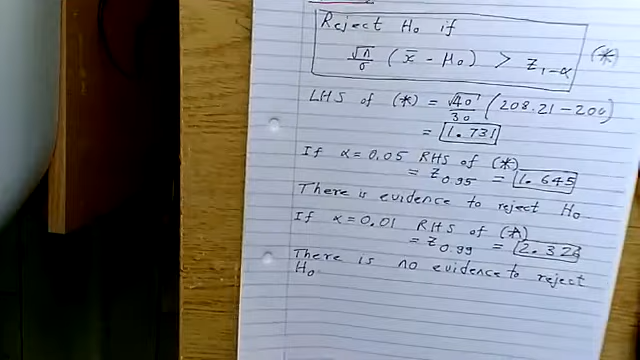 Reject H₀ if
√n/σ (x̄ - μ₀) > z₁₋α (*)
LHS of (*) = √40/30 (208.21 - 200)
= 1.731
If α = 0.05 RHS of (*)
= z₀.₉₅ = 1.645
There is evidence to reject H₀
If α = 0.01 RHS of (*)
= z₀.₉₉ = 2.326
There is no evidence to reject
H₀